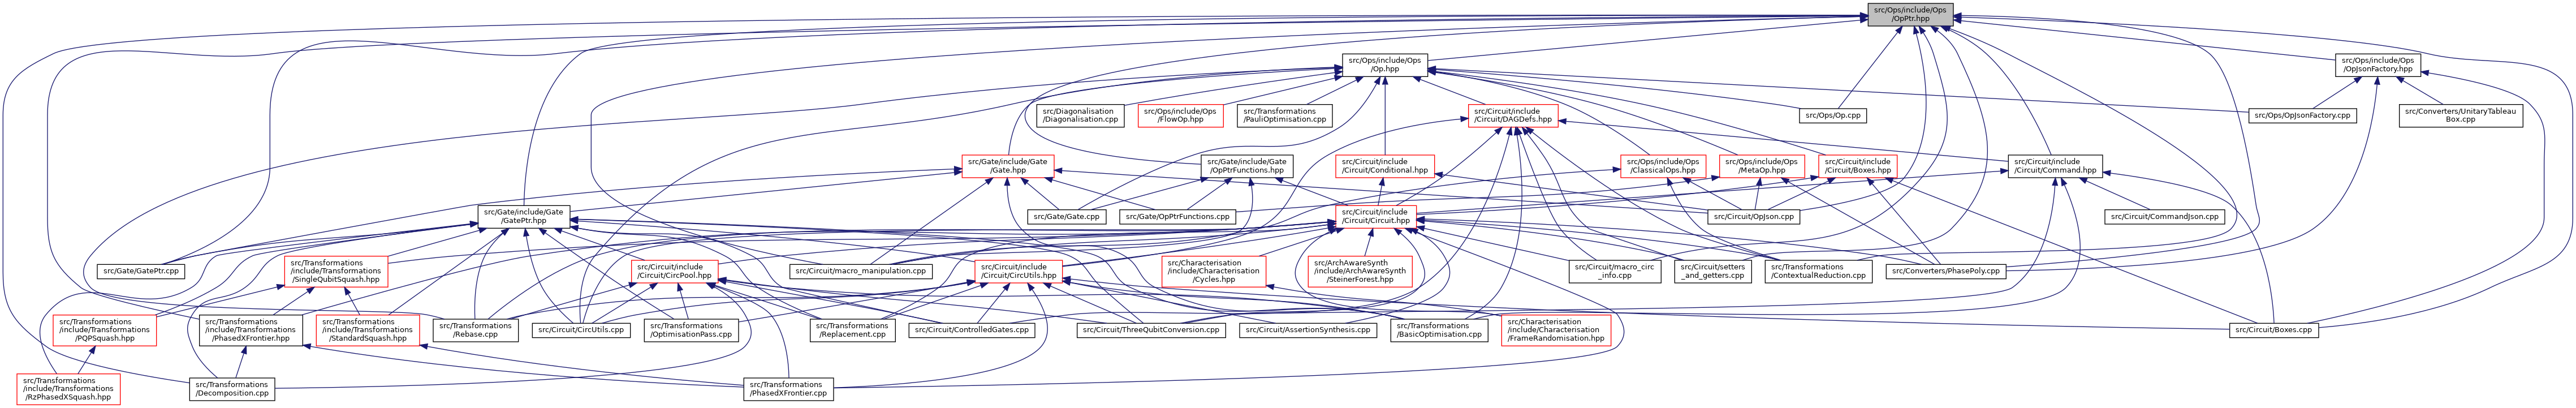 src/Ops/include/Ops
/OpPtr.hpp
src/Ops/include/Ops
/Op.hpp
src/Ops/include/Ops
/OpJsonFactory.hpp
src/Diagonalisation
/Diagonalisation.cpp
src/Ops/include/Ops
/FlowOp.hpp
src/Transformations
/PauliOptimisation.cpp
src/Circuit/include
/Circuit/DAGDefs.hpp
src/Ops/Op.cpp
src/Ops/OpJsonFactory.cpp
src/Converters/UnitaryTableau
Box.cpp
src/Gate/include/Gate
/Gate.hpp
src/Gate/include/Gate
/OpPtrFunctions.hpp
src/Circuit/include
/Circuit/Conditional.hpp
src/Ops/include/Ops
/ClassicalOps.hpp
src/Ops/include/Ops
/MetaOp.hpp
src/Circuit/include
/Circuit/Boxes.hpp
src/Circuit/include
/Circuit/Command.hpp
src/Gate/include/Gate
/GatePtr.hpp
src/Gate/Gate.cpp
src/Gate/OpPtrFunctions.cpp
src/Circuit/include
/Circuit/Circuit.hpp
src/Circuit/OpJson.cpp
src/Circuit/CommandJson.cpp
src/Gate/GatePtr.cpp
src/Transformations
/include/Transformations
/SingleQubitSquash.hpp
src/Circuit/include
/Circuit/CircPool.hpp
src/Circuit/macro_manipulation.cpp
src/Circuit/include
/Circuit/CircUtils.hpp
src/Characterisation
/include/Characterisation
/Cycles.hpp
src/ArchAwareSynth
/include/ArchAwareSynth
/SteinerForest.hpp
src/Circuit/macro_circ
_info.cpp
src/Circuit/setters
_and_getters.cpp
src/Transformations
/ContextualReduction.cpp
src/Converters/PhasePoly.cpp
src/Transformations
/include/Transformations
/PQPSquash.hpp
src/Transformations
/include/Transformations
/PhasedXFrontier.hpp
src/Transformations
/include/Transformations
/StandardSquash.hpp
src/Transformations
/Rebase.cpp
src/Circuit/CircUtils.cpp
src/Transformations
/OptimisationPass.cpp
src/Transformations
/Replacement.cpp
src/Circuit/ControlledGates.cpp
src/Circuit/ThreeQubitConversion.cpp
src/Circuit/AssertionSynthesis.cpp
src/Transformations
/BasicOptimisation.cpp
src/Characterisation
/include/Characterisation
/FrameRandomisation.hpp
src/Circuit/Boxes.cpp
src/Transformations
/include/Transformations
/RzPhasedXSquash.hpp
src/Transformations
/Decomposition.cpp
src/Transformations
/PhasedXFrontier.cpp